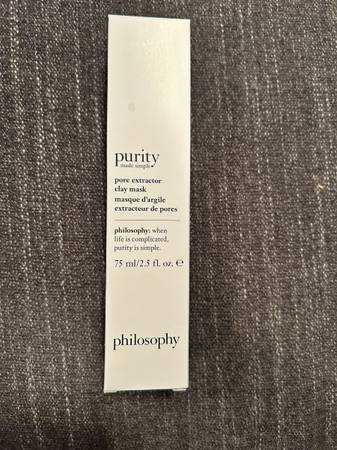 purity
made simple
pore extractor
clay mask
masque d'argile
extracteur de pores
philosophy: when
life is complicated,
purity is simple.
75 ml/2.5 fl. oz. ℮
philosophy